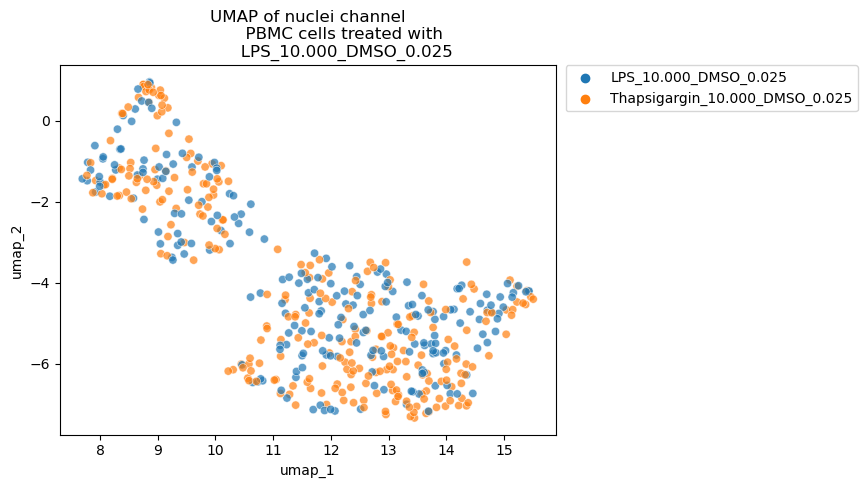 UMAP of nuclei channel
PBMC cells treated with
LPS_10.000_DMSO_0.025
LPS_10.000_DMSO_0.025
Thapsigargin_10.000_DMSO_0.025
umap_2
0
−2
−4
−6
8 9 10 11 12 13 14 15
umap_1